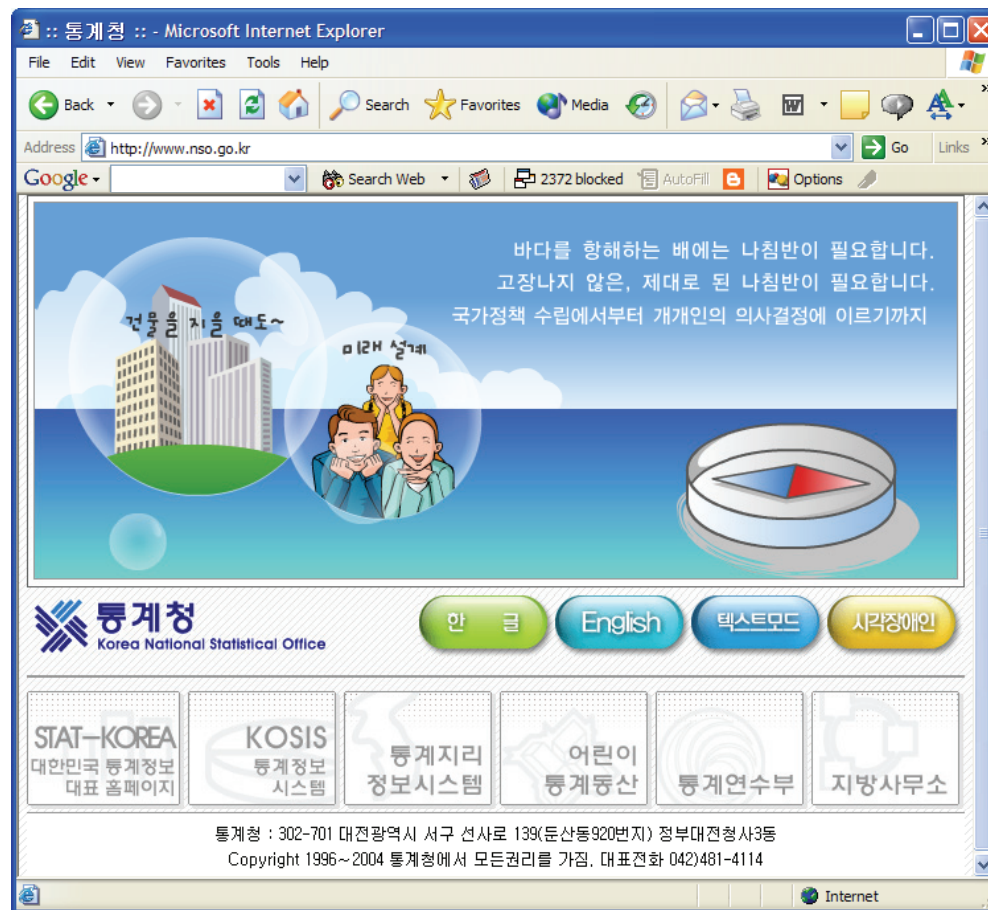 :: 통계청 :: - Microsoft Internet Explorer
File Edit View Favorites Tools Help
Back Search Favorites Media
Address http://www.nso.go.kr Go Links
Google Search Web 2372 blocked AutoFill Options
바다를 항해하는 배에는 나침반이 필요합니다.
고장나지 않은, 제대로 된 나침반이 필요합니다.
국가정책 수립에서부터 개개인의 의사결정에 이르기까지
건물을 지을 때도~
미래 설계
통계청
Korea National Statistical Office
한 글
English
텍스트모드
시각장애인
STAT-KOREA
대한민국 통계정보
대표 홈페이지
KOSIS
통계정보
시스템
통계지리
정보시스템
어린이
통계동산
통계연수부
지방사무소
통계청 : 302-701 대전광역시 서구 선사로 139(둔산동920번지) 정부대전청사3동
Copyright 1996~2004 통계청에서 모든권리를 가짐. 대표전화 042)481-4114
Internet